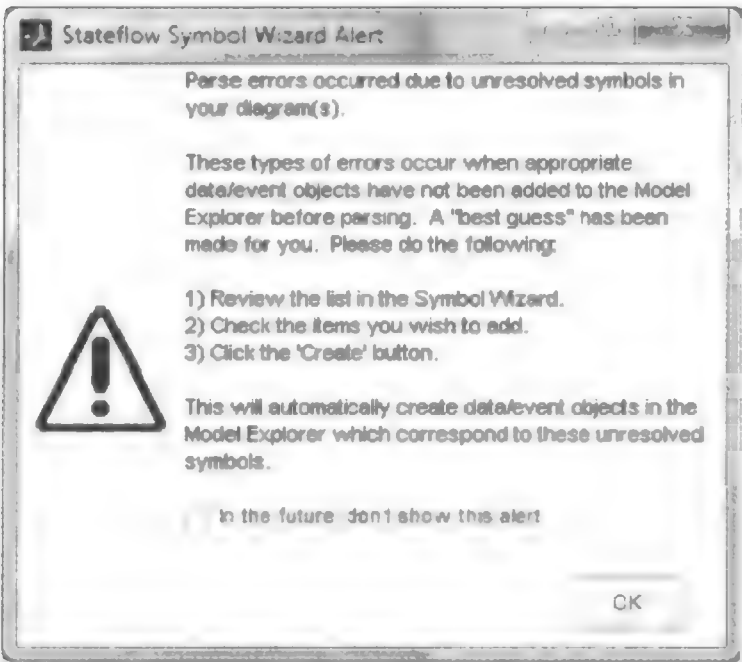 Stateflow Symbol Wizard Alert
Parse errors occurred due to unresolved symbols in
your diagram(s).
These types of errors occur when appropriate
data/event objects have not been added to the Model
Explorer before parsing. A "best guess" has been
made for you. Please do the following:
1) Review the list in the Symbol Wizard.
2) Check the items you wish to add.
3) Click the 'Create' button.
This will automatically create data/event objects in the
Model Explorer which correspond to these unresolved
symbols.
In the future don't show this alert
OK